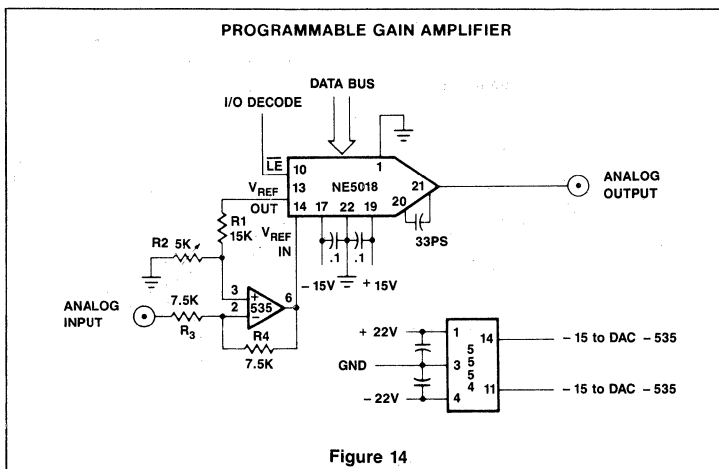 PROGRAMMABLE GAIN AMPLIFIER
DATA BUS
I/O DECODE
LE
10
1
13
NE5018
VREF
OUT
14
17
22
19
20
21
ANALOG
OUTPUT
R1
15K
VREF
IN
.1
.1
33PS
R2
5K
- 15V
+ 15V
3
+
535
6
2
-
ANALOG
INPUT
7.5K
R3
R4
7.5K
+ 22V
1
14
- 15 to DAC - 535
GND
3
5
5
5
4
- 22V
4
11
- 15 to DAC - 535
Figure 14